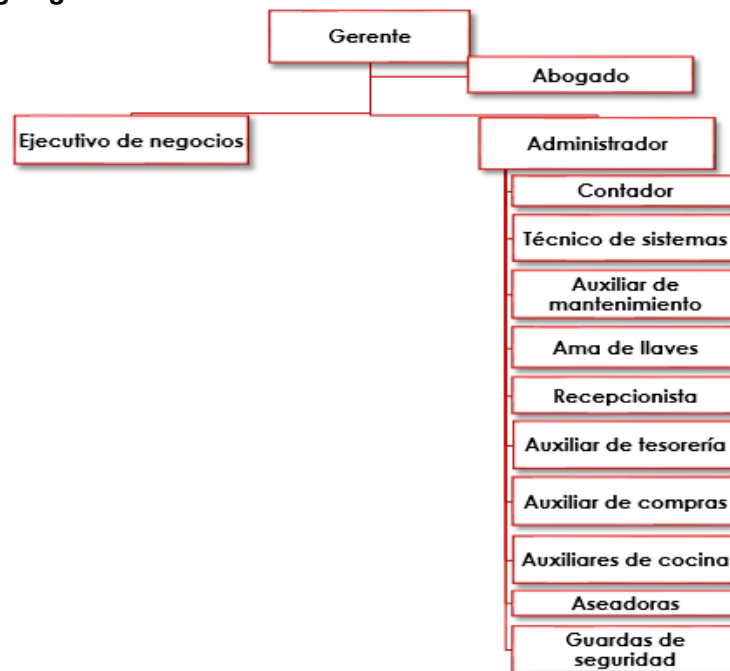 Gerente
Abogado
Ejecutivo de negocios
Administrador
Contador
Técnico de sistemas
Auxiliar de
mantenimiento
Ama de llaves
Recepcionista
Auxiliar de tesorería
Auxiliar de compras
Auxiliares de cocina
Aseadoras
Guardas de
seguridad